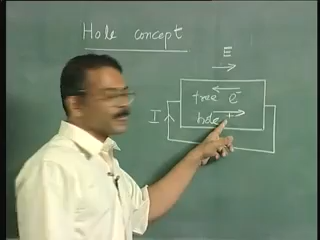 Hole concept
E
free e⁻
hole +
I